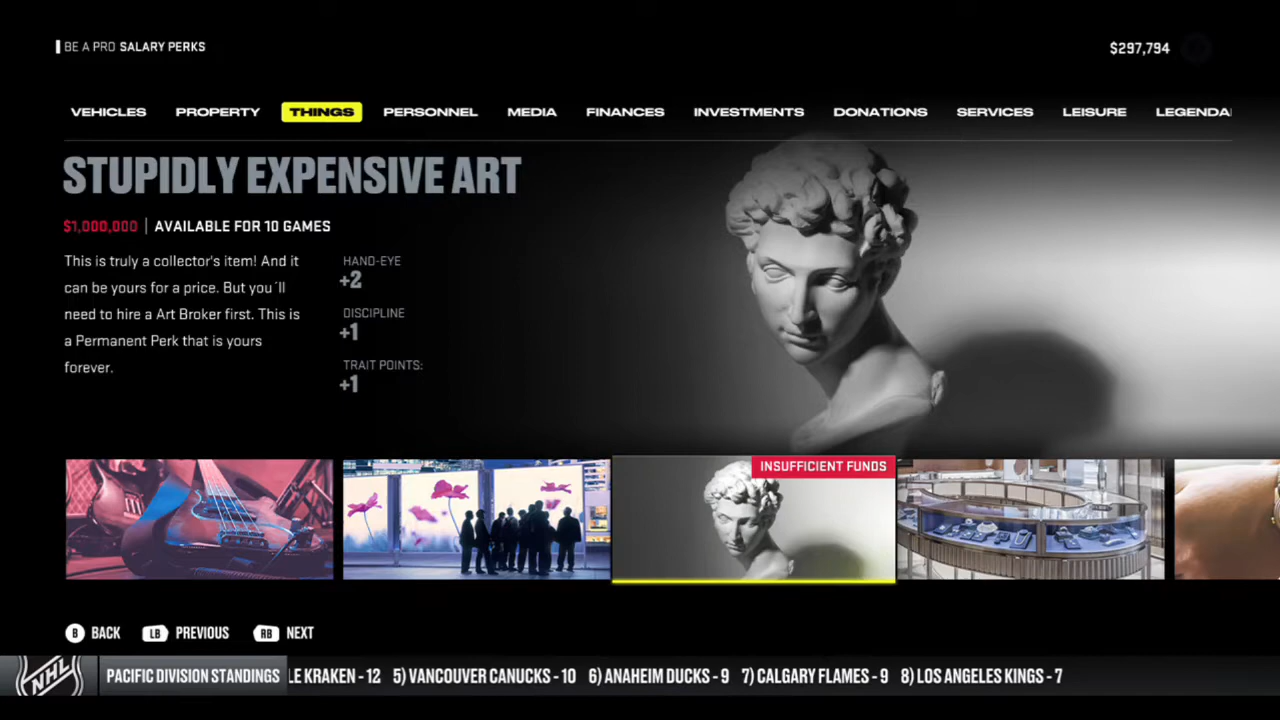 BE A PRO SALARY PERKS
$297,794
VEHICLES PROPERTY THINGS PERSONNEL MEDIA FINANCES INVESTMENTS DONATIONS SERVICES LEISURE LEGENDA
STUPIDLY EXPENSIVE ART
$1,000,000 | AVAILABLE FOR 10 GAMES
This is truly a collector's item! And it
can be yours for a price. But you´ll
need to hire a Art Broker first. This is
a Permanent Perk that is yours
forever.
HAND-EYE
+2
DISCIPLINE
+1
TRAIT POINTS:
+1
INSUFFICIENT FUNDS
B BACK LB PREVIOUS RB NEXT
NHL PACIFIC DIVISION STANDINGS LE KRAKEN - 12 5) VANCOUVER CANUCKS - 10 6) ANAHEIM DUCKS - 9 7) CALGARY FLAMES - 9 8) LOS ANGELES KINGS - 7